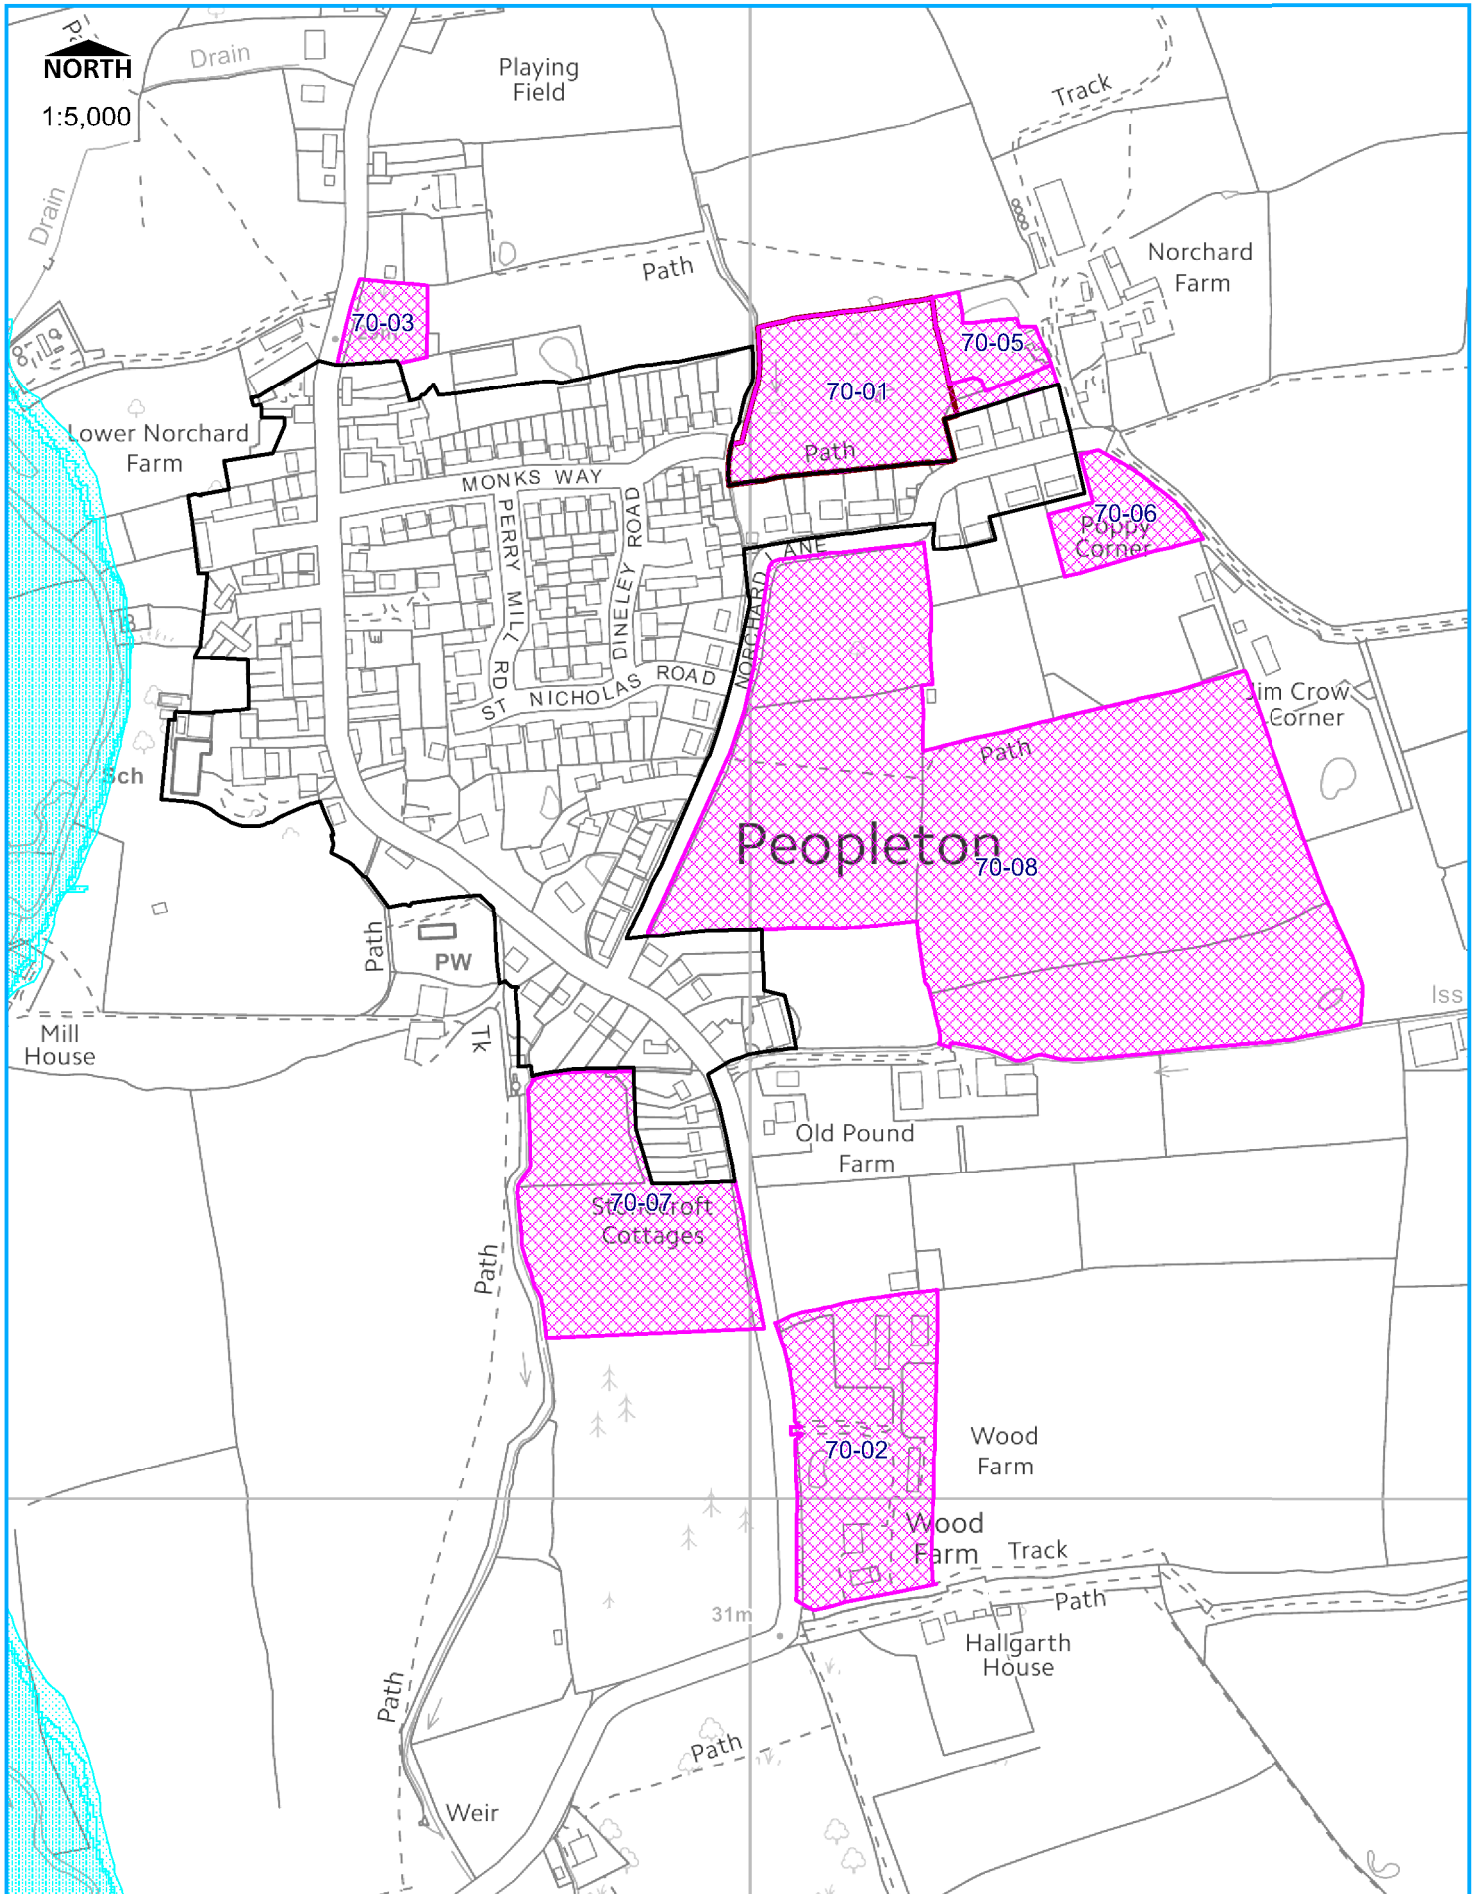 Pa
NORTH
1:5,000
Drain
Playing
Field
Track
Drain
Norchard
Farm
Path
70-03
70-05
70-01
Lower Norchard
Farm
Path
MONKS WAY
70-06
Poppy
Corner
PERRY MILL RD
DINELEY ROAD
NORCHARD LANE
ST NICHOLAS ROAD
Jim Crow
Corner
Path
Sch
Peopleton
70-08
Path
PW
Iss
Mill
House
Tk
Old Pound
Farm
70-07
Cottages
Path
70-02
Wood
Farm
Wood
Farm
Track
Path
31m
Hallgarth
House
Path
Path
Weir